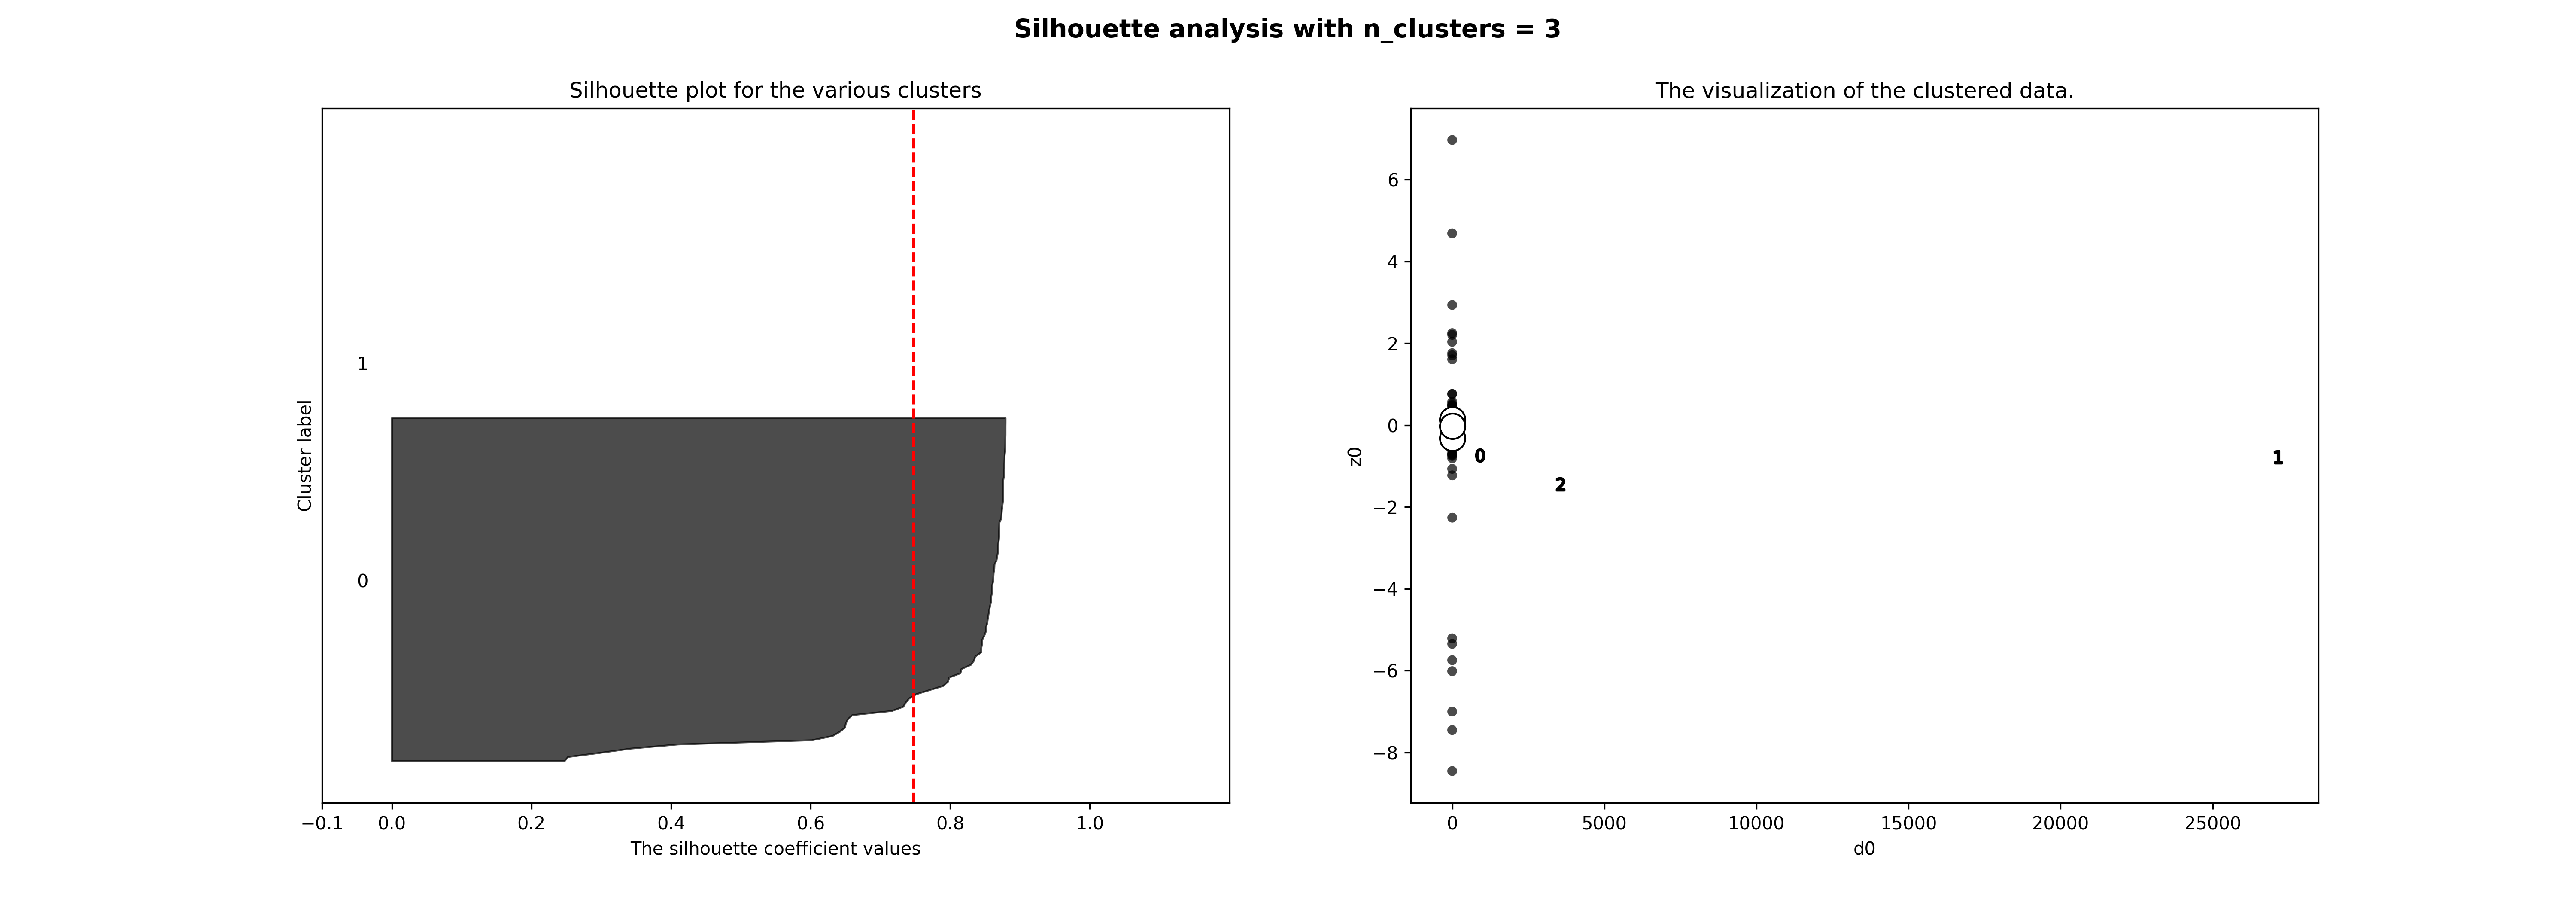 Silhouette analysis with n_clusters = 3
Silhouette plot for the various clusters
Cluster label
1
0
−0.1 0.0 0.2 0.4 0.6 0.8 1.0
The silhouette coefficient values
The visualization of the clustered data.
z0
6
4
2
0
−2
−4
−6
−8
0
1
2
0 5000 10000 15000 20000 25000
d0